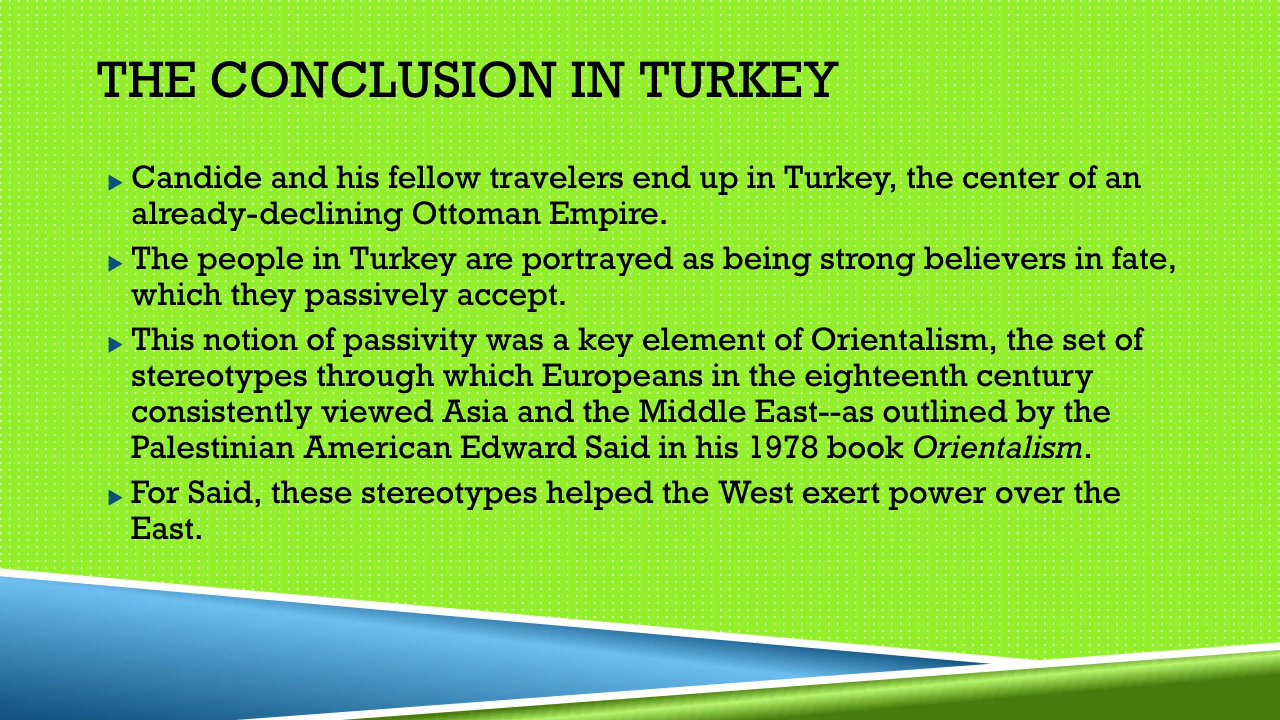 THE CONCLUSION IN TURKEY
Candide and his fellow travelers end up in Turkey, the center of an
already-declining Ottoman Empire.
The people in Turkey are portrayed as being strong believers in fate,
which they passively accept.
This notion of passivity was a key element of Orientalism, the set of
stereotypes through which Europeans in the eighteenth century
consistently viewed Asia and the Middle East--as outlined by the
Palestinian American Edward Said in his 1978 book Orientalism.
For Said, these stereotypes helped the West exert power over the
East.